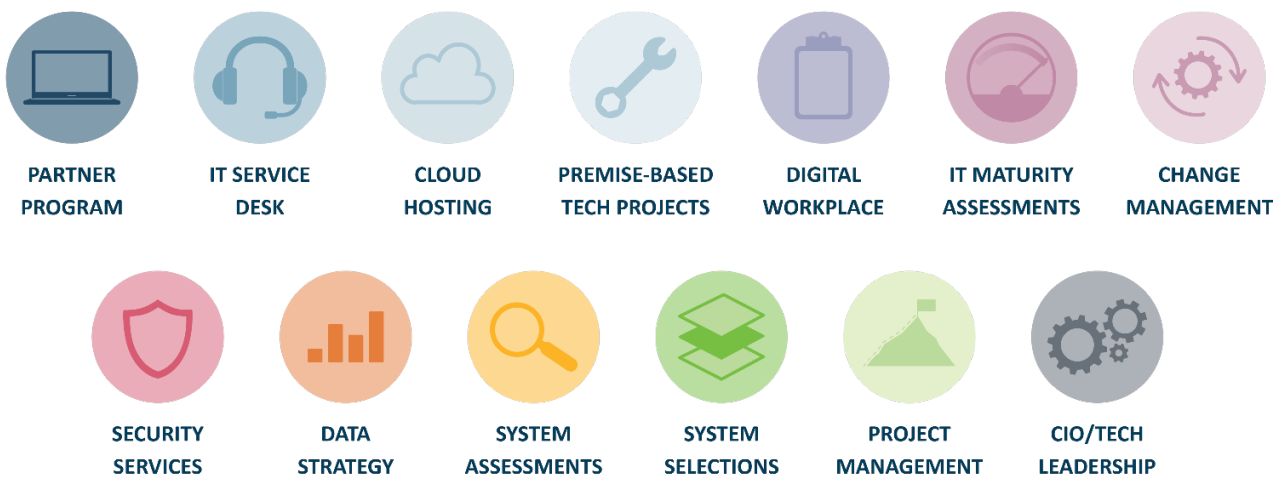 PARTNER
PROGRAM
IT SERVICE
DESK
CLOUD
HOSTING
PREMISE-BASED
TECH PROJECTS
DIGITAL
WORKPLACE
IT MATURITY
ASSESSMENTS
CHANGE
MANAGEMENT
SECURITY
SERVICES
DATA
STRATEGY
SYSTEM
ASSESSMENTS
SYSTEM
SELECTIONS
PROJECT
MANAGEMENT
CIO/TECH
LEADERSHIP